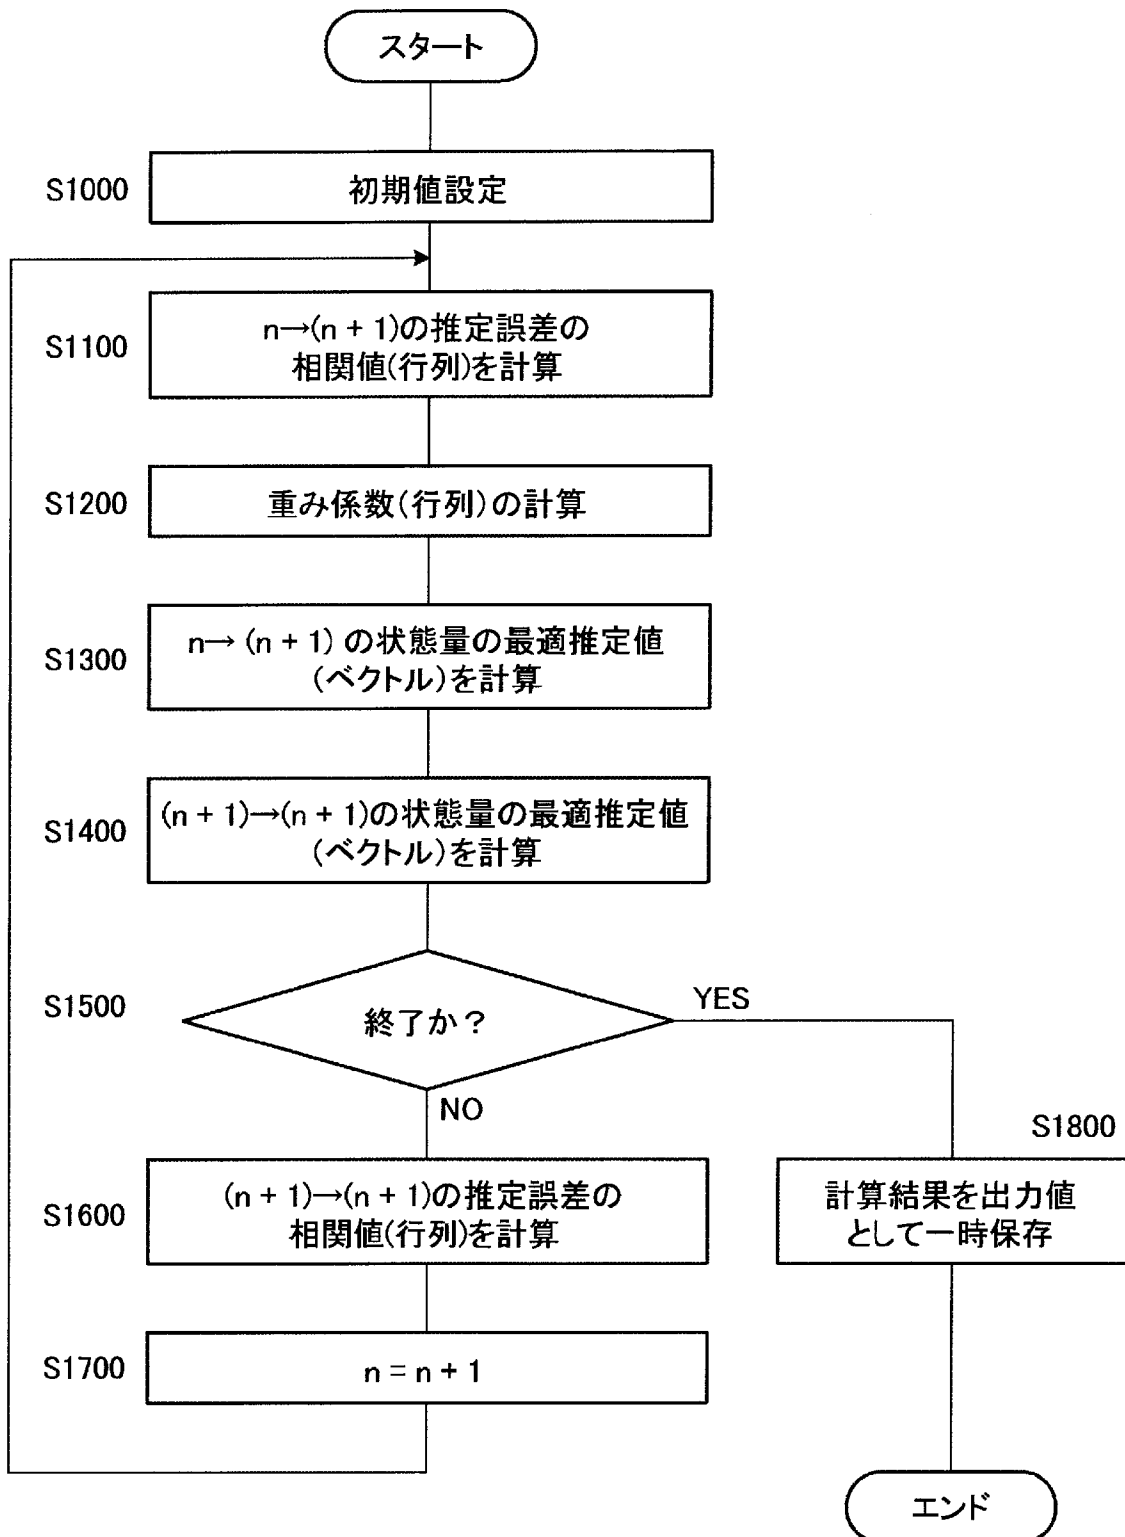 スタート
S1000
初期値設定
S1100
n→(n + 1)の推定誤差の
相関値(行列)を計算
S1200
重み係数(行列)の計算
S1300
n→ (n + 1) の状態量の最適推定値
(ベクトル)を計算
S1400
(n + 1)→(n + 1)の状態量の最適推定値
(ベクトル)を計算
S1500
終了か?
YES
NO
S1600
(n + 1)→(n + 1)の推定誤差の
相関値(行列)を計算
S1700
n = n + 1
S1800
計算結果を出力値
として一時保存
エンド